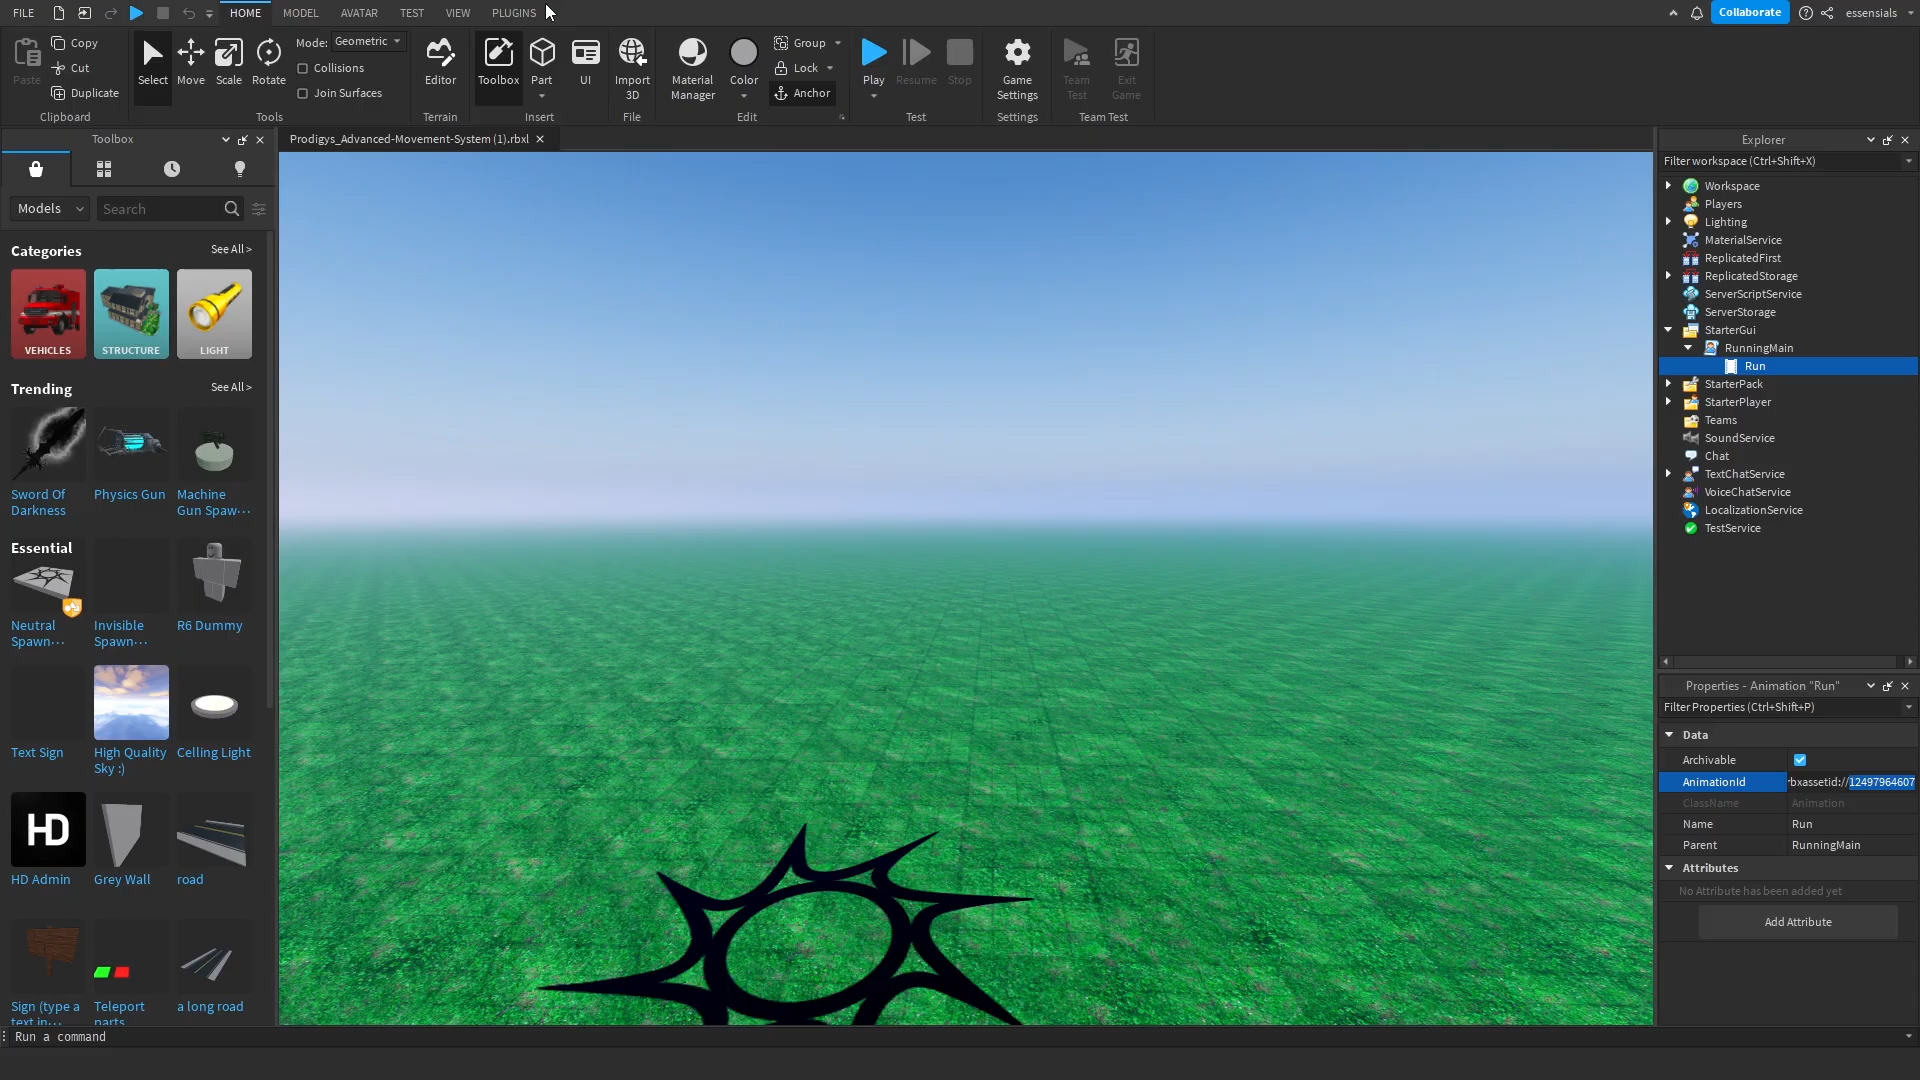 FILE
HOME
MODEL
AVATAR
TEST
VIEW
PLUGINS
Collaborate
essensials
Paste
Copy
Cut
Duplicate
Clipboard
Select
Move
Scale
Rotate
Mode: Geometric
Collisions
Join Surfaces
Tools
Editor
Terrain
Toolbox
Part
UI
Insert
Import
3D
File
Material
Manager
Color
Group
Lock
Anchor
Edit
Play
Resume
Stop
Test
Game
Settings
Settings
Team
Test
Exit
Game
Team Test
Toolbox
Models
Search
Categories
See All >
VEHICLES
STRUCTURE
LIGHT
Trending
See All >
Sword Of
Darkness
Physics Gun
Machine
Gun Spaw···
Essential
Neutral
Spawn···
Invisible
Spawn···
R6 Dummy
Text Sign
High Quality
Sky :)
Celling Light
HD
HD Admin
Grey Wall
road
Sign (type a
text in···
Teleport
parts
a long road
Prodigys_Advanced-Movement-System (1).rbxl
Explorer
Filter workspace (Ctrl+Shift+X)
Workspace
Players
Lighting
MaterialService
ReplicatedFirst
ReplicatedStorage
ServerScriptService
ServerStorage
StarterGui
RunningMain
Run
StarterPack
StarterPlayer
Teams
SoundService
Chat
TextChatService
VoiceChatService
LocalizationService
TestService
Properties - Animation "Run"
Filter Properties (Ctrl+Shift+P)
Data
Archivable
AnimationId bxassetid://12497964607
ClassName Animation
Name Run
Parent RunningMain
Attributes
No Attribute has been added yet
Add Attribute
Run a command